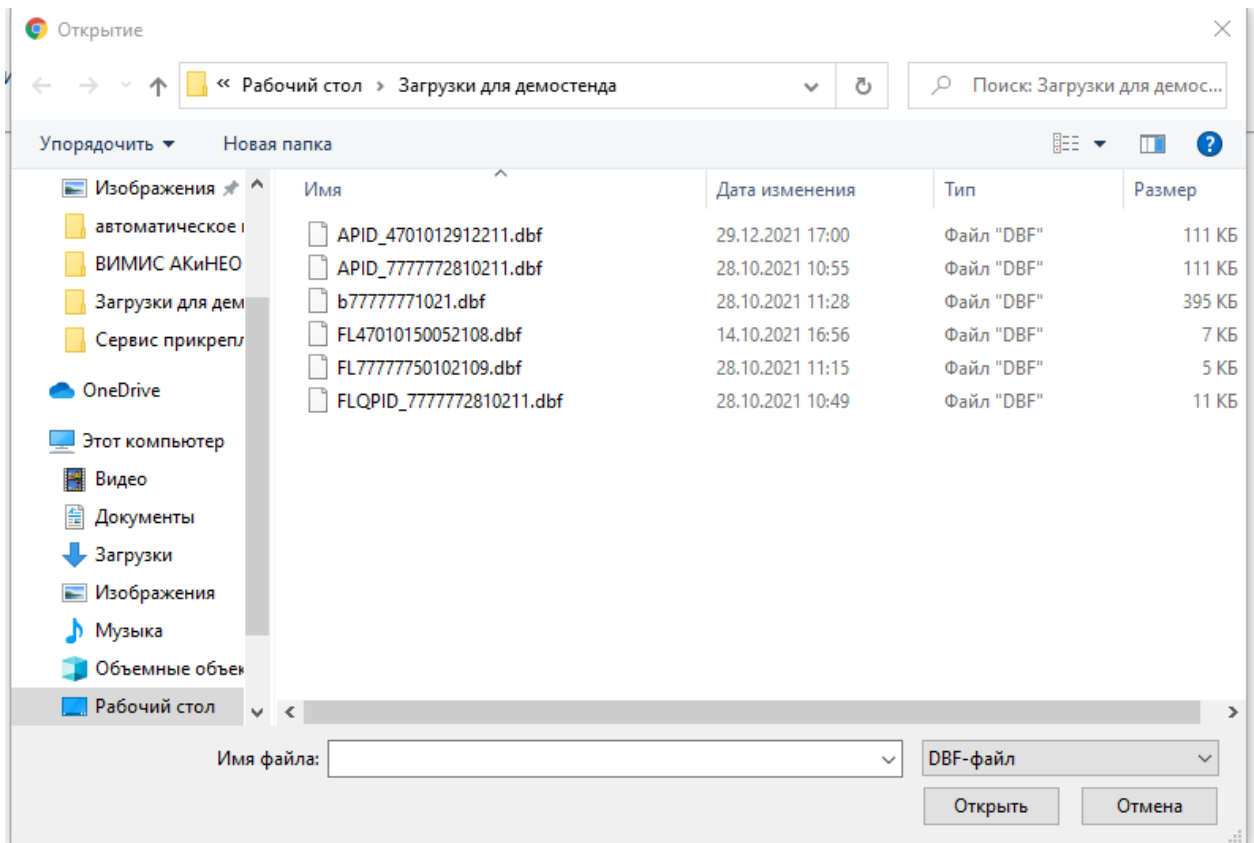 Открытие
« Рабочий стол › Загрузки для демостенда
Поиск: Загрузки для демос...
Упорядочить Новая папка
?
Изображения
автоматическое
ВИМИС АКиНЕО
Загрузки для дем
Сервис прикрепл
OneDrive
Этот компьютер
Видео
Документы
Загрузки
Изображения
Музыка
Объемные объек
Рабочий стол
Имя Дата изменения Тип Размер
APID_4701012912211.dbf 29.12.2021 17:00 Файл "DBF" 111 КБ
APID_7777772810211.dbf 28.10.2021 10:55 Файл "DBF" 111 КБ
b77777771021.dbf 28.10.2021 11:28 Файл "DBF" 395 КБ
FL47010150052108.dbf 14.10.2021 16:56 Файл "DBF" 7 КБ
FL77777750102109.dbf 28.10.2021 11:15 Файл "DBF" 5 КБ
FLQPID_7777772810211.dbf 28.10.2021 10:49 Файл "DBF" 11 КБ
Имя файла: DBF-файл
Открыть Отмена